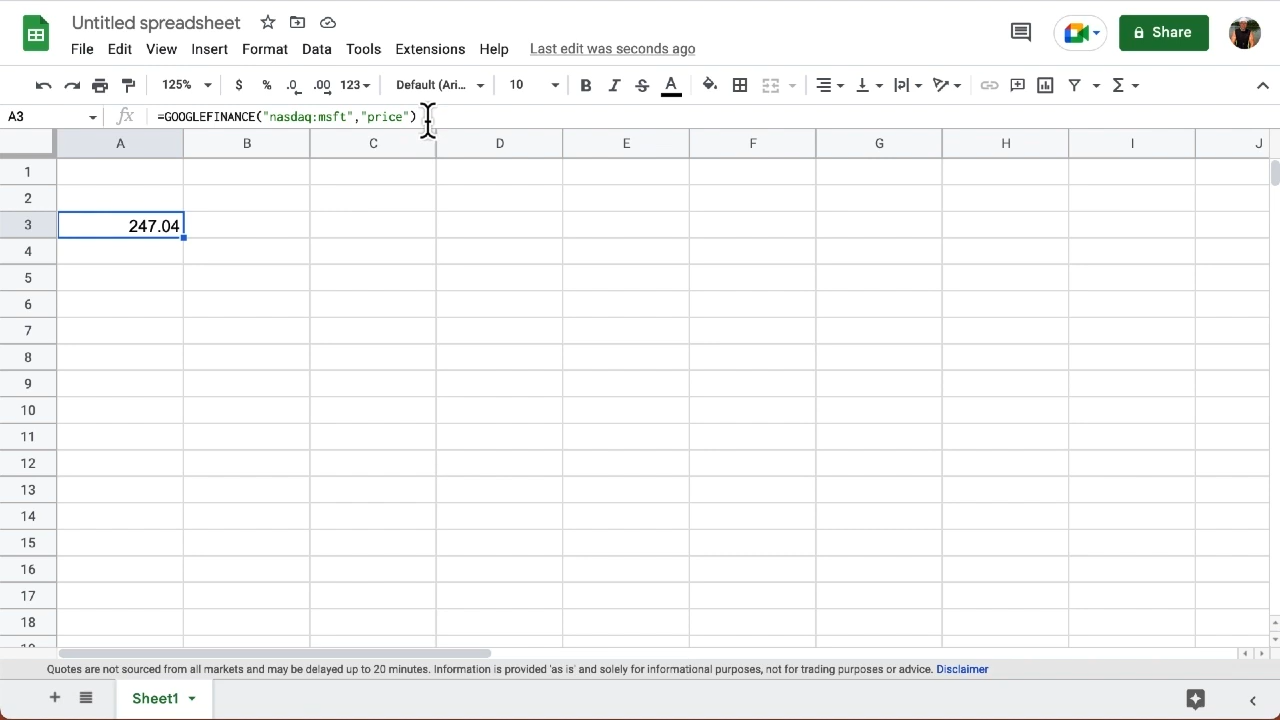 Untitled spreadsheet
File Edit View Insert Format Data Tools Extensions Help Last edit was seconds ago
Share
125% $ % .0 .00 123 Default (Ari... 10 B I S A Σ
A3 fx =GOOGLEFINANCE("nasdaq:msft","price")
A B C D E F G H I J
1
2
3 247.04
4
5
6
7
8
9
10
11
12
13
14
15
16
17
18
Quotes are not sourced from all markets and may be delayed up to 20 minutes. Information is provided 'as is' and solely for informational purposes, not for trading purposes or advice. Disclaimer
+ Sheet1